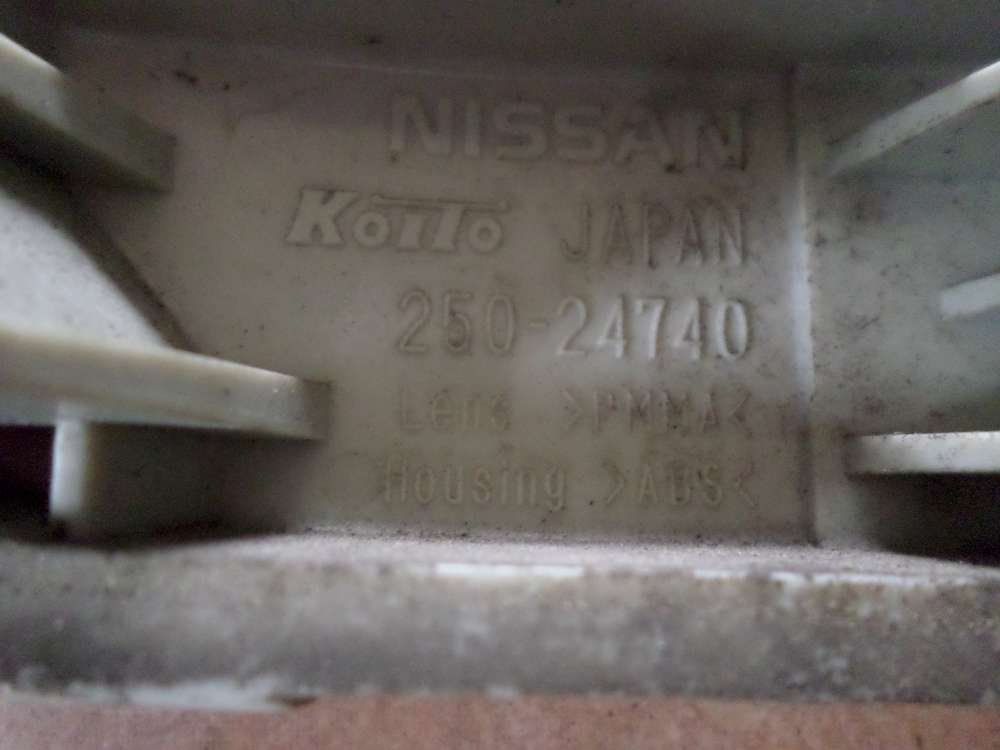 NISSAN
KOITO JAPAN
250-24740
Lens >PMMA<
Housing >ABS<